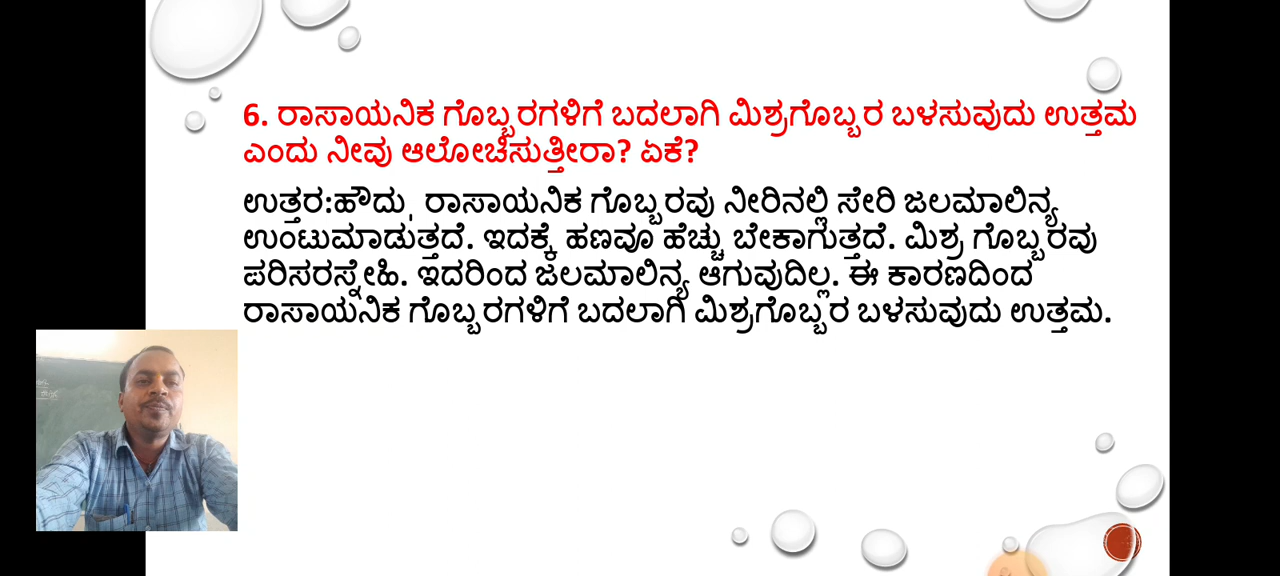 6. ರಾಸಾಯನಿಕ ಗೊಬ್ಬರಗಳಿಗೆ ಬದಲಾಗಿ ಮಿಶ್ರಗೊಬ್ಬರ ಬಳಸುವುದು ಉತ್ತಮ
ಎಂದು ನೀವು ಆಲೋಚಿಸುತ್ತೀರಾ? ಏಕೆ?
ಉತ್ತರ:ಹೌದು, ರಾಸಾಯನಿಕ ಗೊಬ್ಬರವು ನೀರಿನಲ್ಲಿ ಸೇರಿ ಜಲಮಾಲಿನ್ಯ
ಉಂಟುಮಾಡುತ್ತದೆ. ಇದಕ್ಕೆ ಹಣವೂ ಹೆಚ್ಚು ಬೇಕಾಗುತ್ತದೆ. ಮಿಶ್ರ ಗೊಬ್ಬರವು
ಪರಿಸರಸ್ನೇಹಿ. ಇದರಿಂದ ಜಲಮಾಲಿನ್ಯ ಆಗುವುದಿಲ್ಲ. ಈ ಕಾರಣದಿಂದ
ರಾಸಾಯನಿಕ ಗೊಬ್ಬರಗಳಿಗೆ ಬದಲಾಗಿ ಮಿಶ್ರಗೊಬ್ಬರ ಬಳಸುವುದು ಉತ್ತಮ.